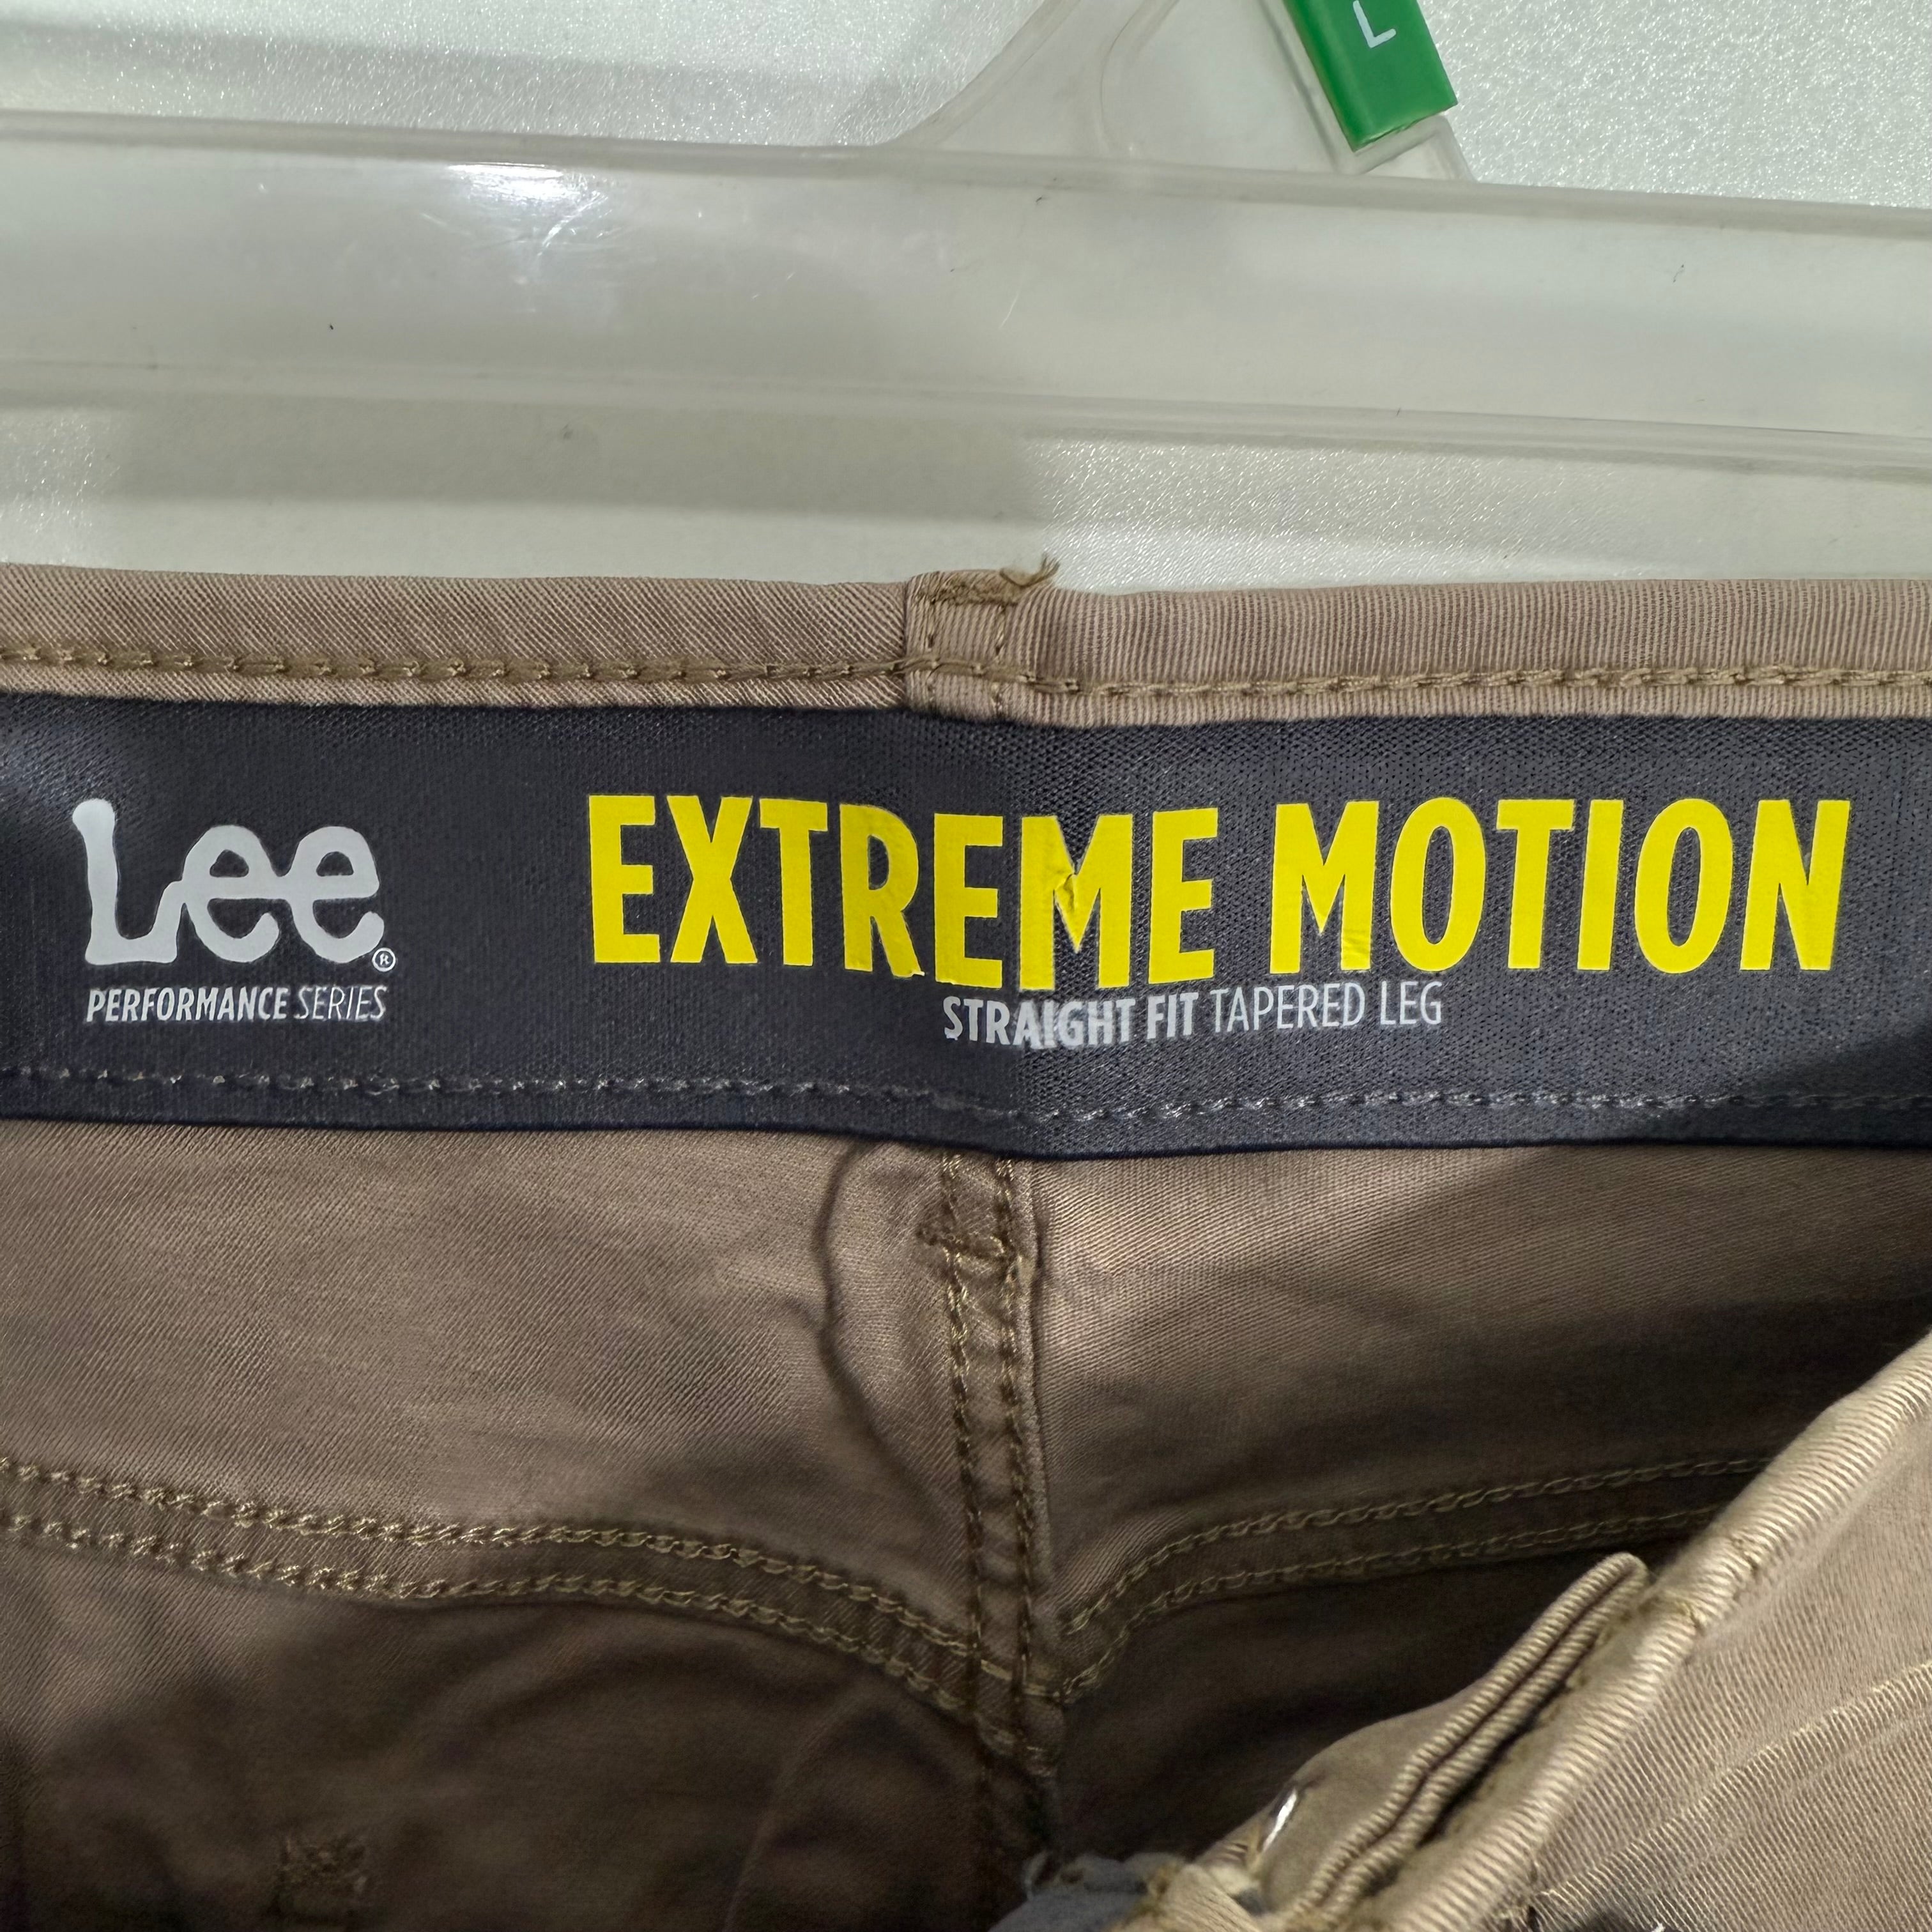 L
Lee®
EXTREME MOTION
PERFORMANCE SERIES
STRAIGHT FIT TAPERED LEG